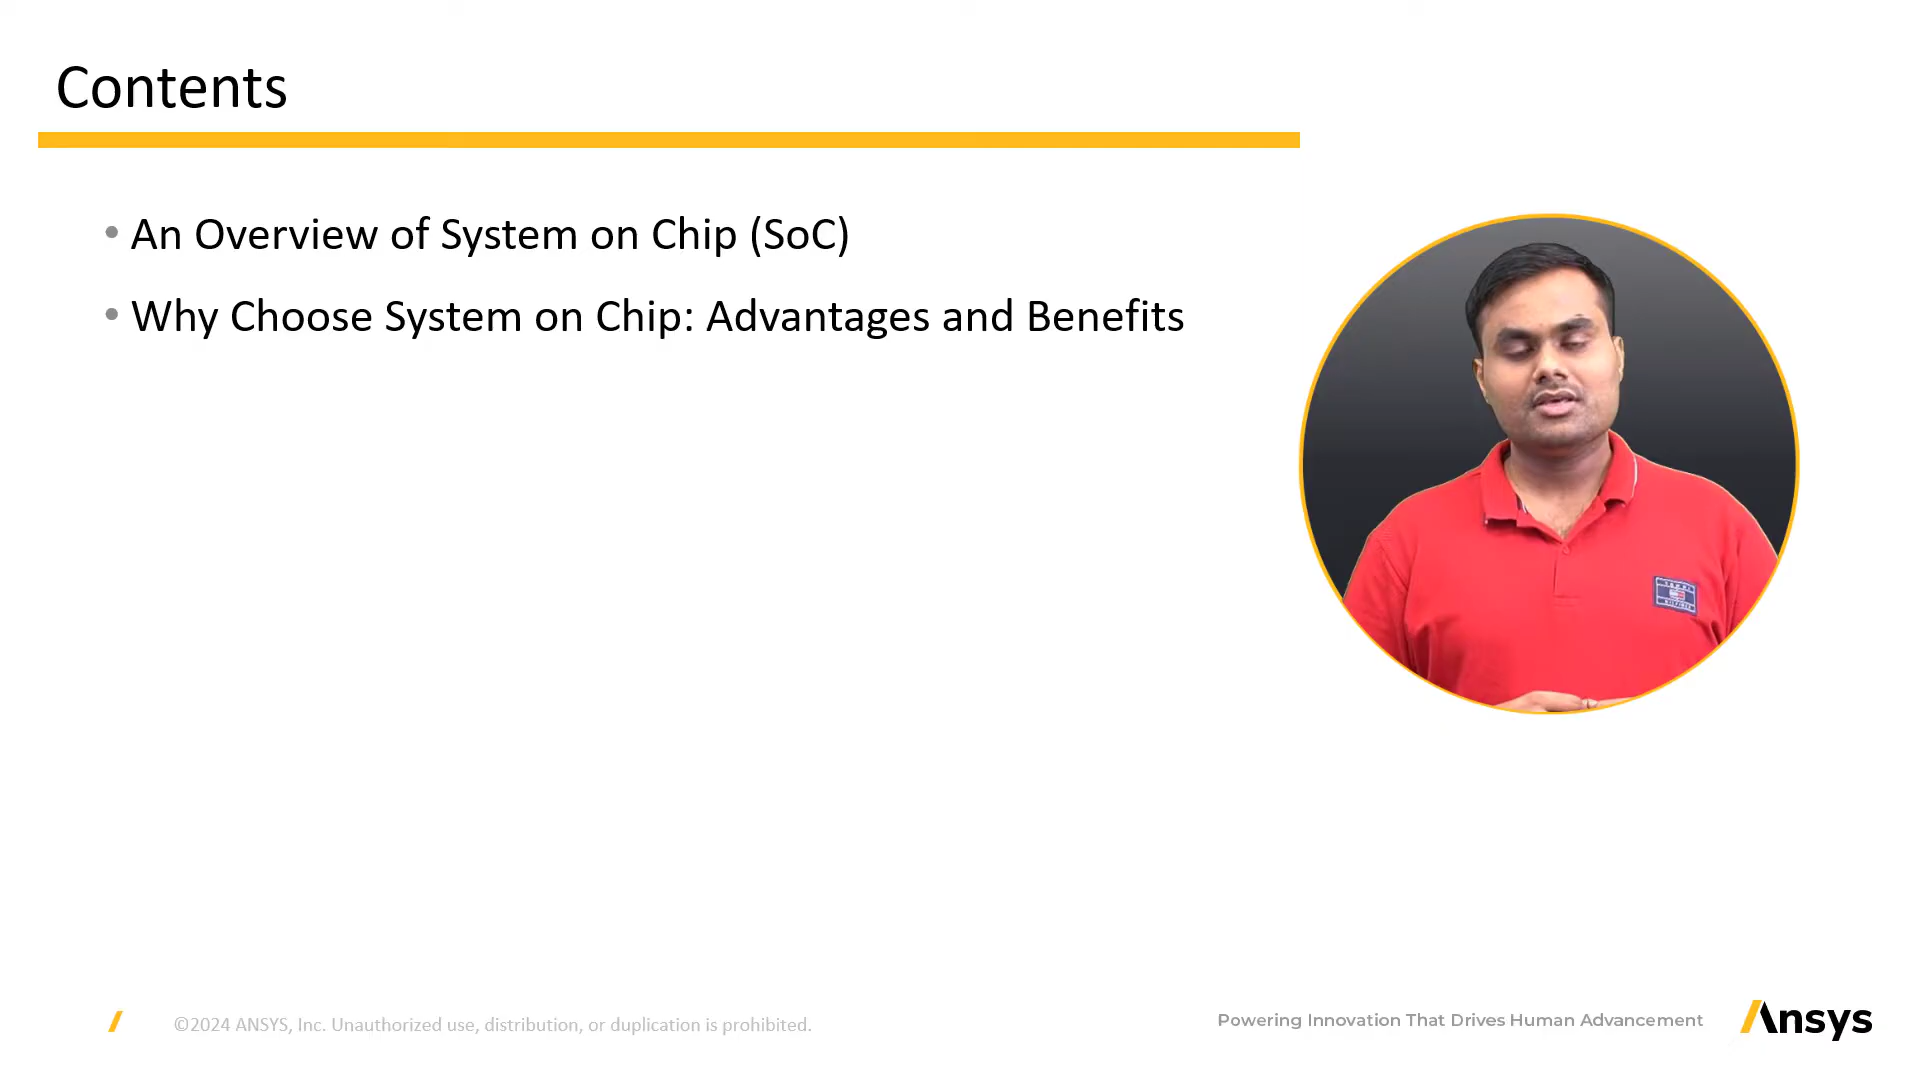 Contents
• An Overview of System on Chip (SoC)
• Why Choose System on Chip: Advantages and Benefits
©2024 ANSYS, Inc. Unauthorized use, distribution, or duplication is prohibited.
Powering Innovation That Drives Human Advancement
Ansys